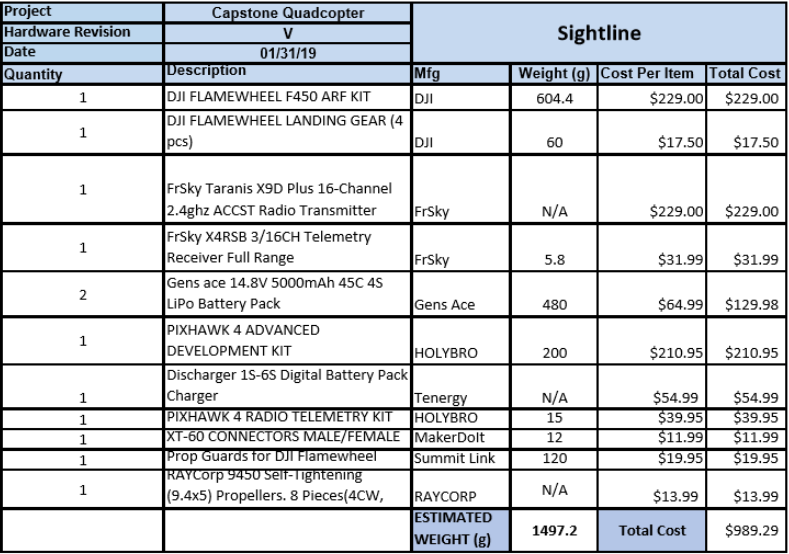 Project Capstone Quadcopter Sightline
Hardware Revision V
Date 01/31/19
Quantity Description Mfg Weight (g) Cost Per Item Total Cost
1 DJI FLAMEWHEEL F450 ARF KIT DJI 604.4 $229.00 $229.00
1 DJI FLAMEWHEEL LANDING GEAR (4
pcs) DJI 60 $17.50 $17.50
1 FrSky Taranis X9D Plus 16-Channel
2.4ghz ACCST Radio Transmitter FrSky N/A $229.00 $229.00
1 FrSky X4RSB 3/16CH Telemetry
Receiver Full Range FrSky 5.8 $31.99 $31.99
2 Gens ace 14.8V 5000mAh 45C 4S
LiPo Battery Pack Gens Ace 480 $64.99 $129.98
1 PIXHAWK 4 ADVANCED
DEVELOPMENT KIT HOLYBRO 200 $210.95 $210.95
Discharger 1S-6S Digital Battery Pack
1 Charger Tenergy N/A $54.99 $54.99
1 PIXHAWK 4 RADIO TELEMETRY KIT HOLYBRO 15 $39.95 $39.95
1 XT-60 CONNECTORS MALE/FEMALE MakerDoIt 12 $11.99 $11.99
1 Prop Guards for DJI Flamewheel Summit Link 120 $19.95 $19.95
RAYCorp 9450 Self-Tightening
1 (9.4x5) Propellers. 8 Pieces(4CW, RAYCORP N/A $13.99 $13.99
ESTIMATED
WEIGHT (g) 1497.2 Total Cost $989.29